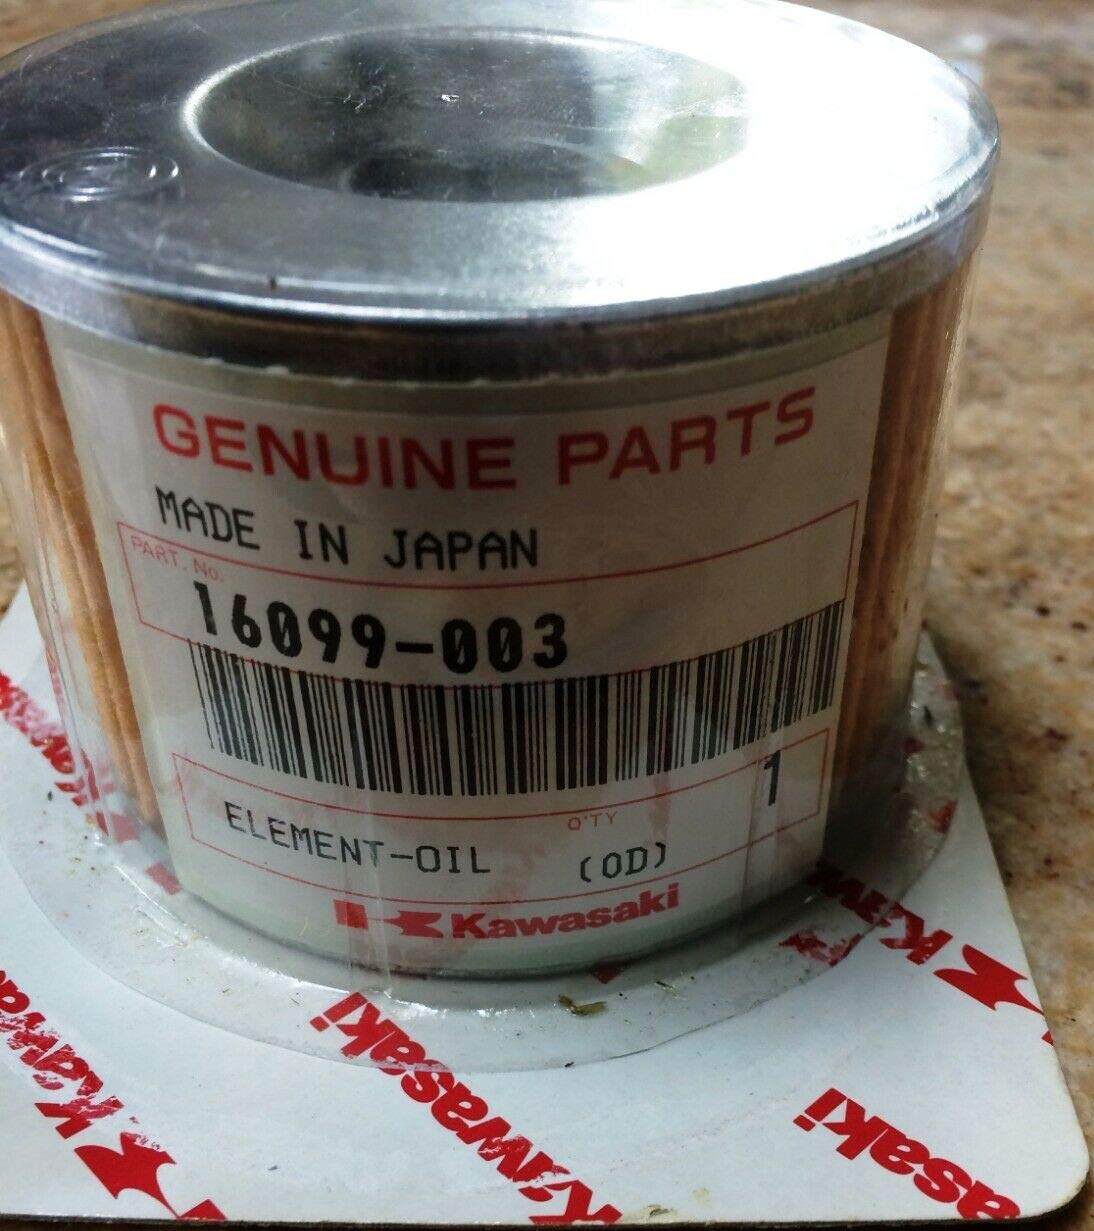 GENUINE PARTS
MADE IN JAPAN
PART. No.
16099-003
Q'TY
1
ELEMENT-OIL (OD)
Kawasaki
Kawasaki
Kawasaki
Kawasaki